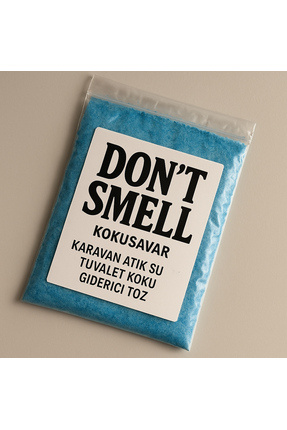 DON'T
SMELL
KOKUSAVAR
KARAVAN ATIK SU
TUVALET KOKU
GIDERICI TOZ